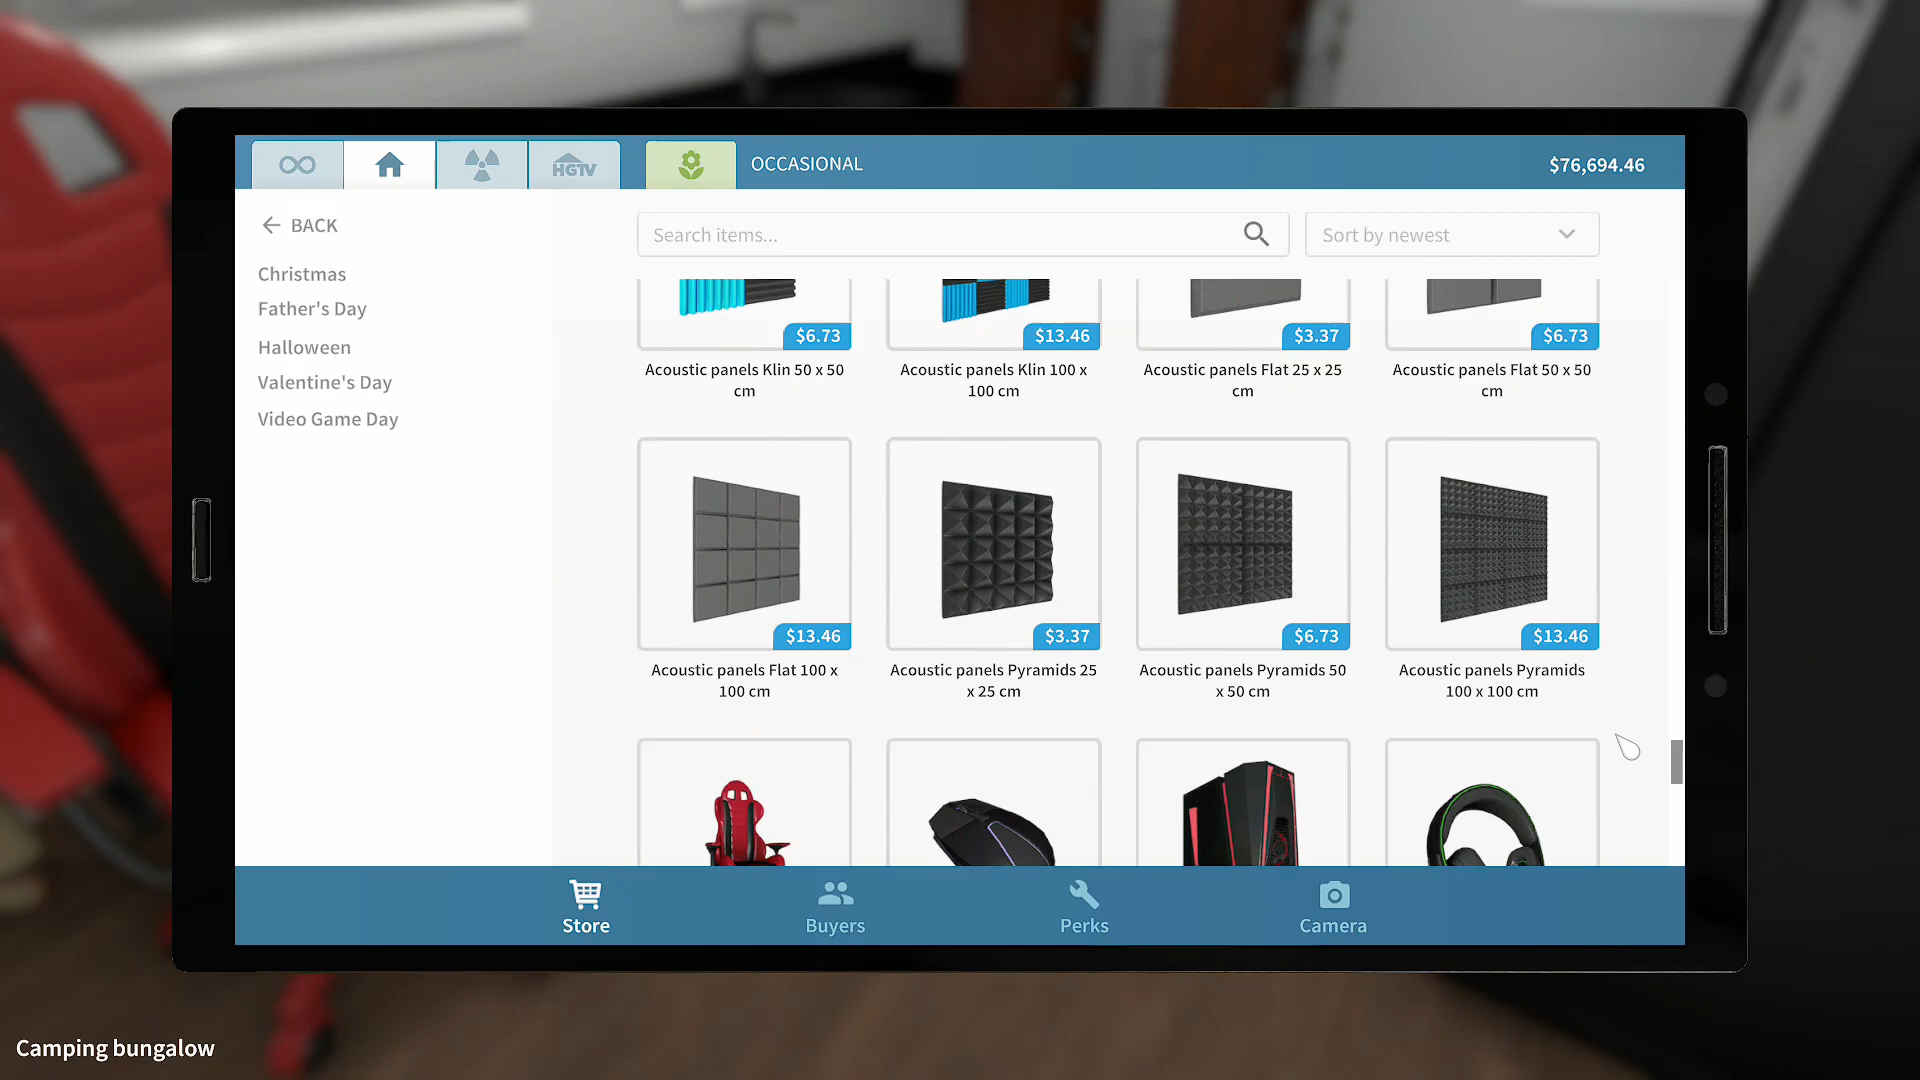 HGTV
OCCASIONAL
$76,694.46
BACK
Search items...
Sort by newest
Christmas
Father's Day
Halloween
Valentine's Day
Video Game Day
$6.73
$13.46
$3.37
$6.73
Acoustic panels Klin 50 x 50
cm
Acoustic panels Klin 100 x
100 cm
Acoustic panels Flat 25 x 25
cm
Acoustic panels Flat 50 x 50
cm
$13.46
$3.37
$6.73
$13.46
Acoustic panels Flat 100 x
100 cm
Acoustic panels Pyramids 25
x 25 cm
Acoustic panels Pyramids 50
x 50 cm
Acoustic panels Pyramids
100 x 100 cm
Store
Buyers
Perks
Camera
Camping bungalow